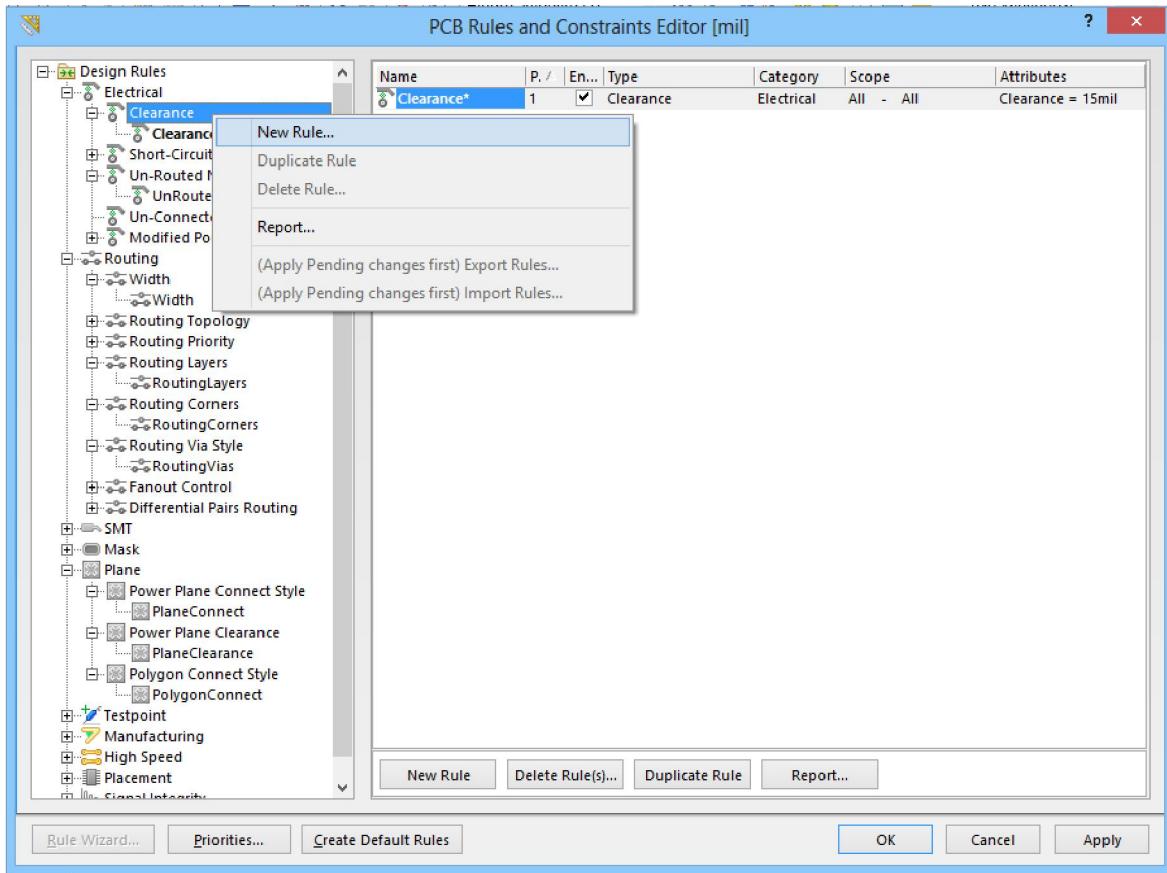 PCB Rules and Constraints Editor [mil]
?
Design Rules
Electrical
Clearance
Clearanc
Short-Circuit
Un-Routed
UnRoute
Un-Connect
Modified Po
Routing
Width
Width
Routing Topology
Routing Priority
Routing Layers
RoutingLayers
Routing Corners
RoutingCorners
Routing Via Style
RoutingVias
Fanout Control
Differential Pairs Routing
SMT
Mask
Plane
Power Plane Connect Style
PlaneConnect
Power Plane Clearance
PlaneClearance
Polygon Connect Style
PolygonConnect
Testpoint
Manufacturing
High Speed
Placement
Signal Integrity
New Rule...
Duplicate Rule
Delete Rule...
Report...
(Apply Pending changes first) Export Rules...
(Apply Pending changes first) Import Rules...
Name P. En... Type Category Scope Attributes
Clearance* 1 Clearance Electrical All - All Clearance = 15mil
New Rule Delete Rule(s)... Duplicate Rule Report...
Rule Wizard... Priorities... Create Default Rules OK Cancel Apply